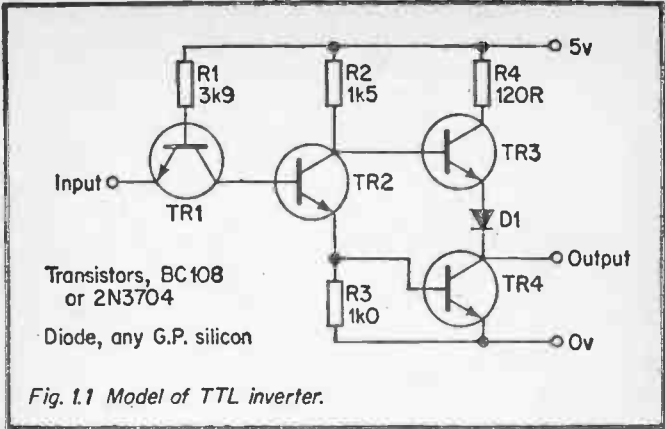 5v
R1
3k9
R2
1k5
R4
120R
TR3
Input
TR1
TR2
D1
Output
Transistors, BC108
or 2N3704
R3
1k0
TR4
Diode, any G.P. silicon
0v
Fig. 1.1 Model of TTL inverter.